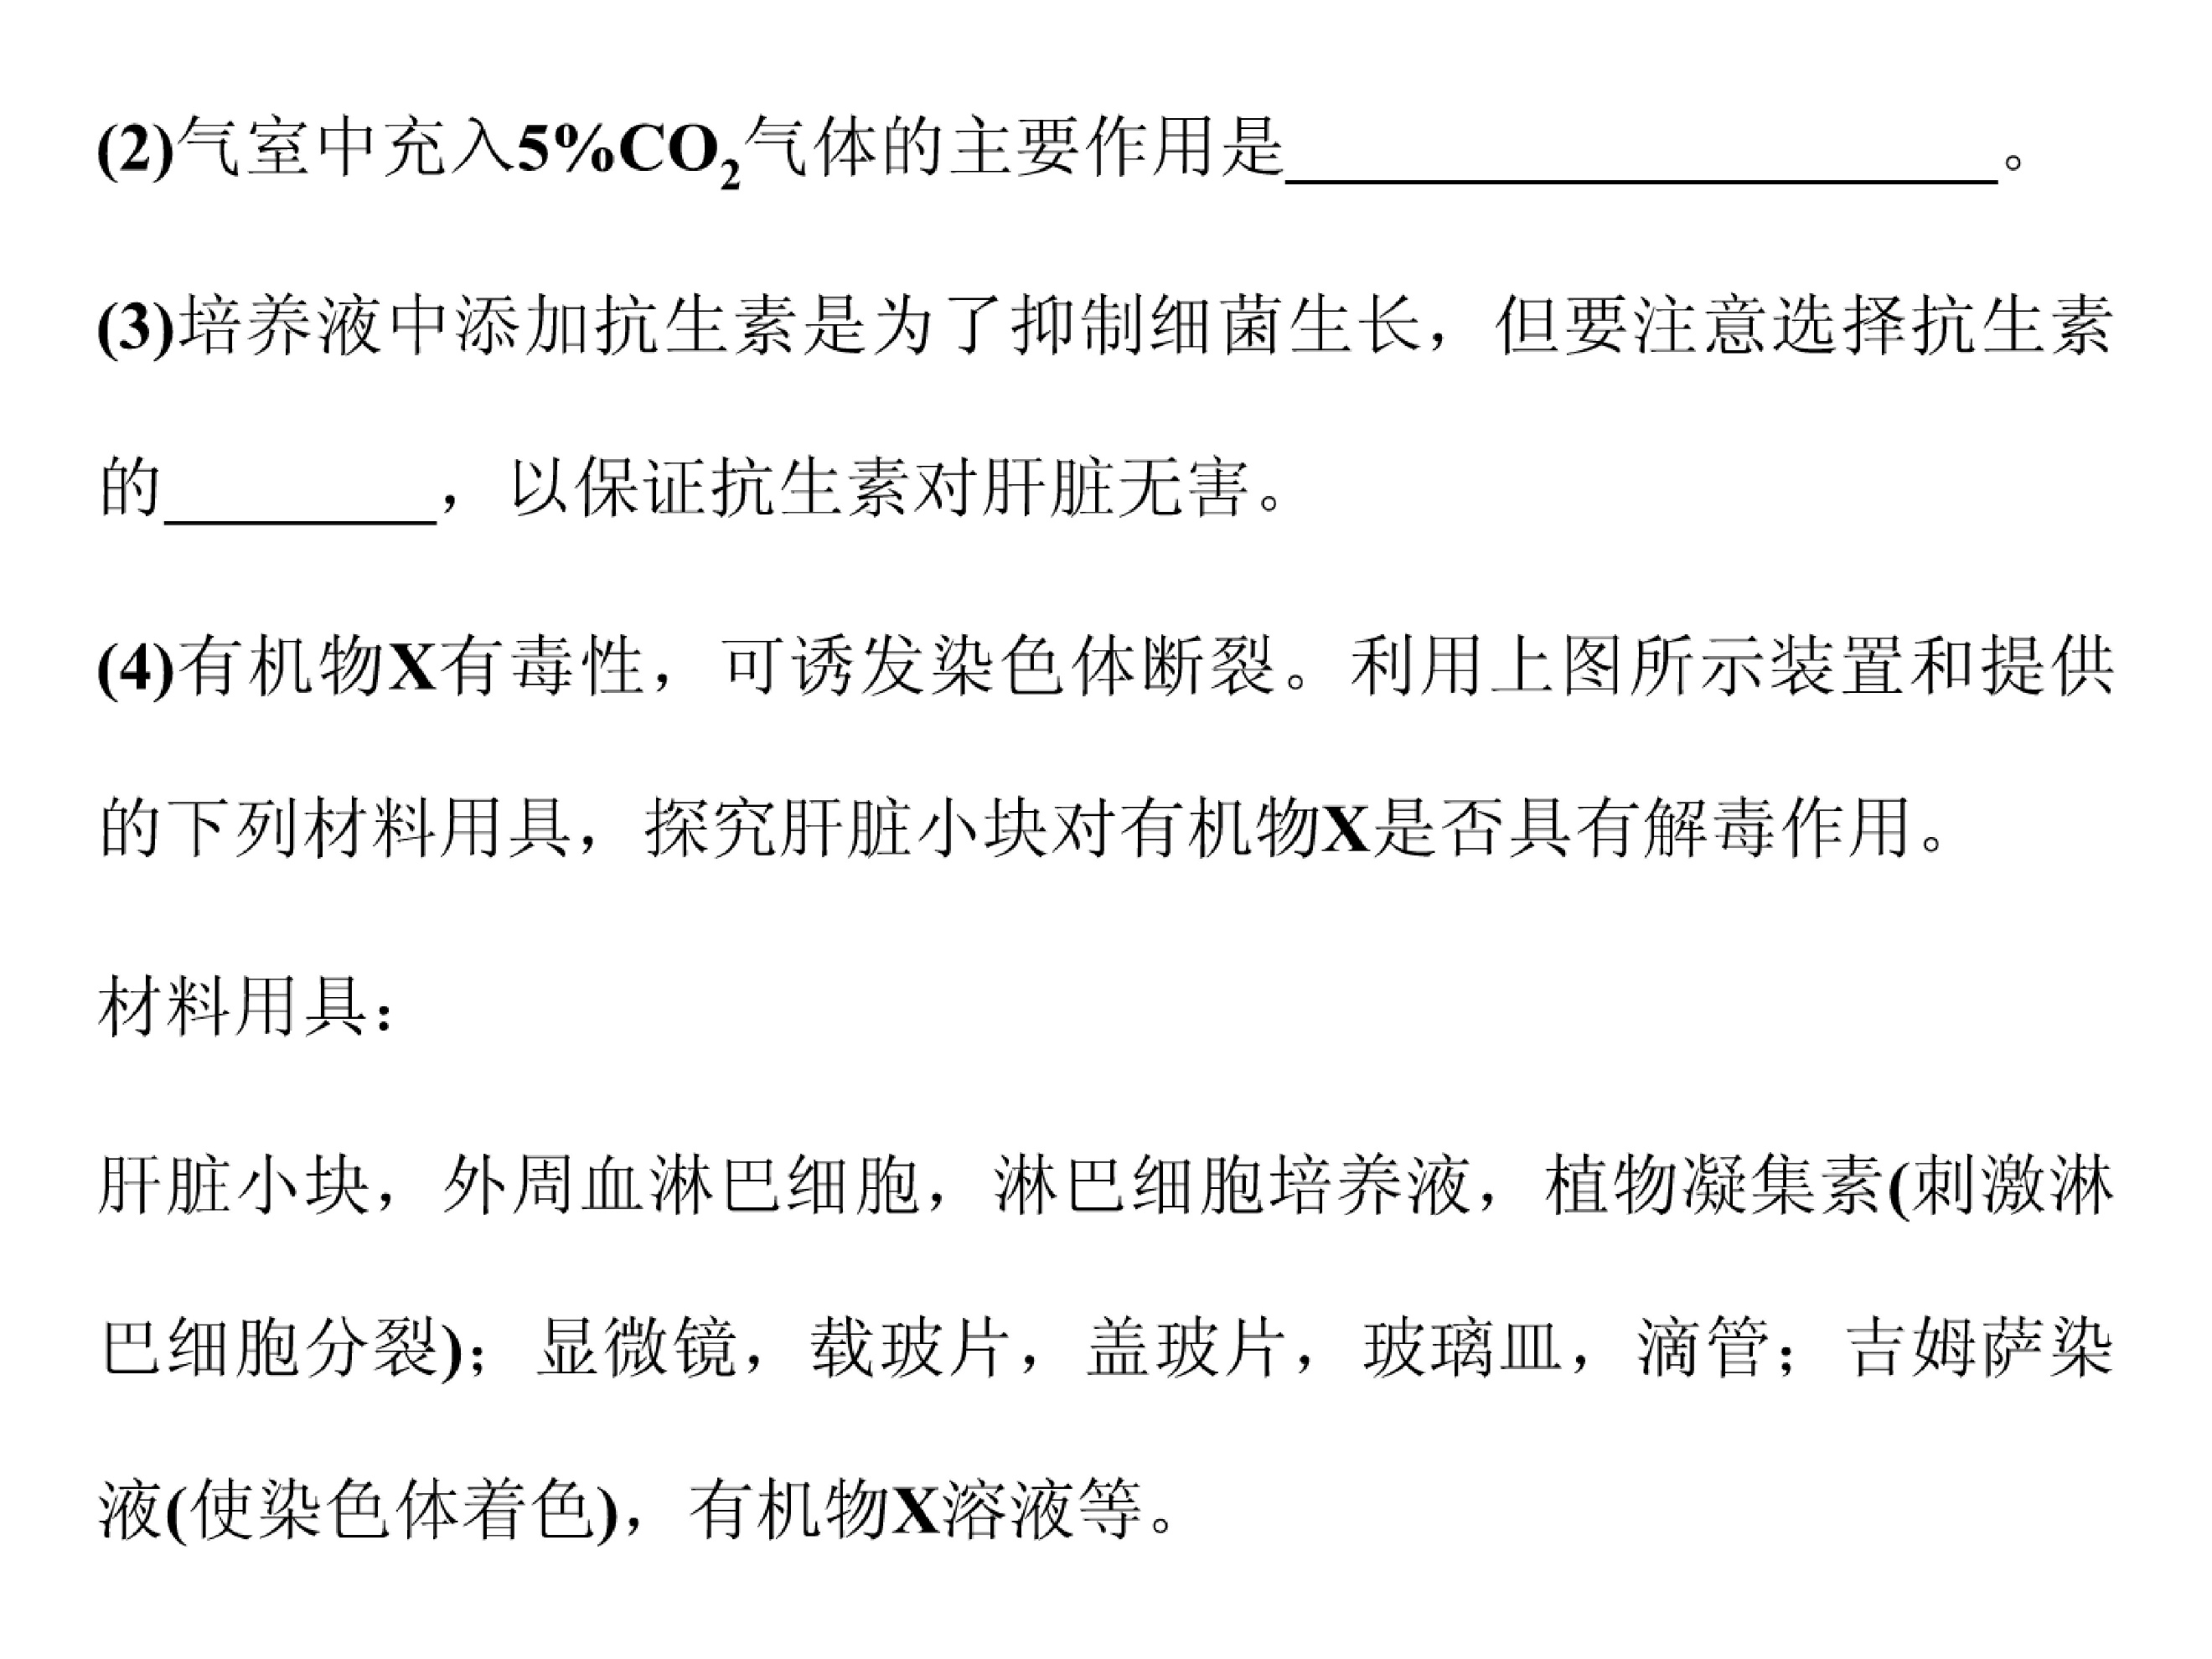 (2)气室中充入5%CO₂气体的主要作用是____________________。
(3)培养液中添加抗生素是为了抑制细菌生长，但要注意选择抗生素
的________，以保证抗生素对肝脏无害。
(4)有机物X有毒性，可诱发染色体断裂。利用上图所示装置和提供
的下列材料用具，探究肝脏小块对有机物X是否具有解毒作用。
材料用具：
肝脏小块，外周血淋巴细胞，淋巴细胞培养液，植物凝集素(刺激淋
巴细胞分裂)；显微镜，载玻片，盖玻片，玻璃皿，滴管；吉姆萨染
液(使染色体着色)，有机物X溶液等。